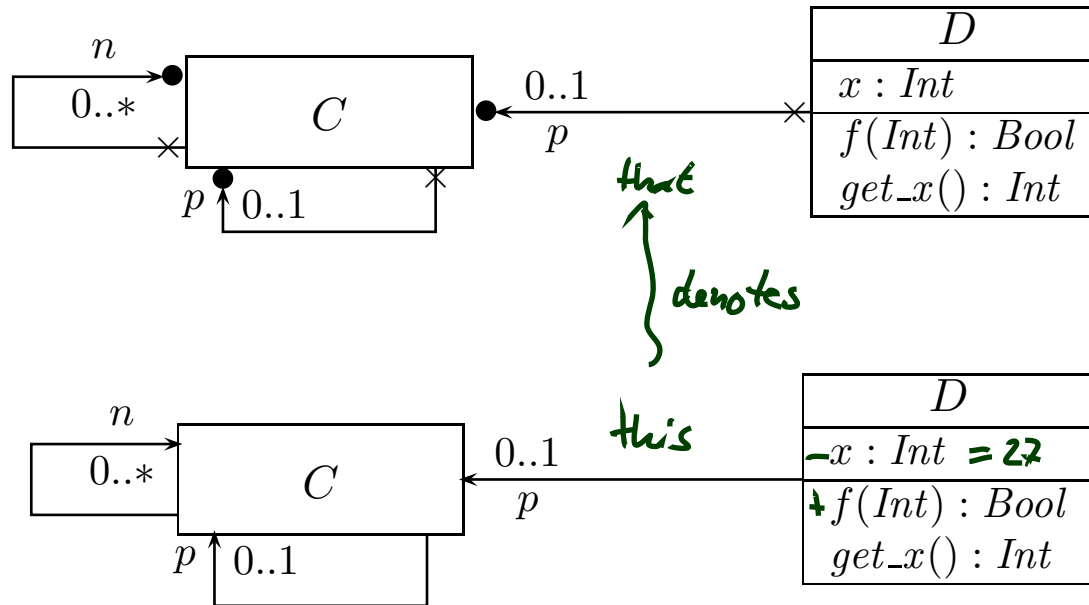 n
0..*
C
p
0..1
0..1
p
D
x : Int
f(Int) : Bool
get_x() : Int
that
denotes
this
n
0..*
C
p
0..1
0..1
p
D
-x : Int = 27
+f(Int) : Bool
get_x() : Int